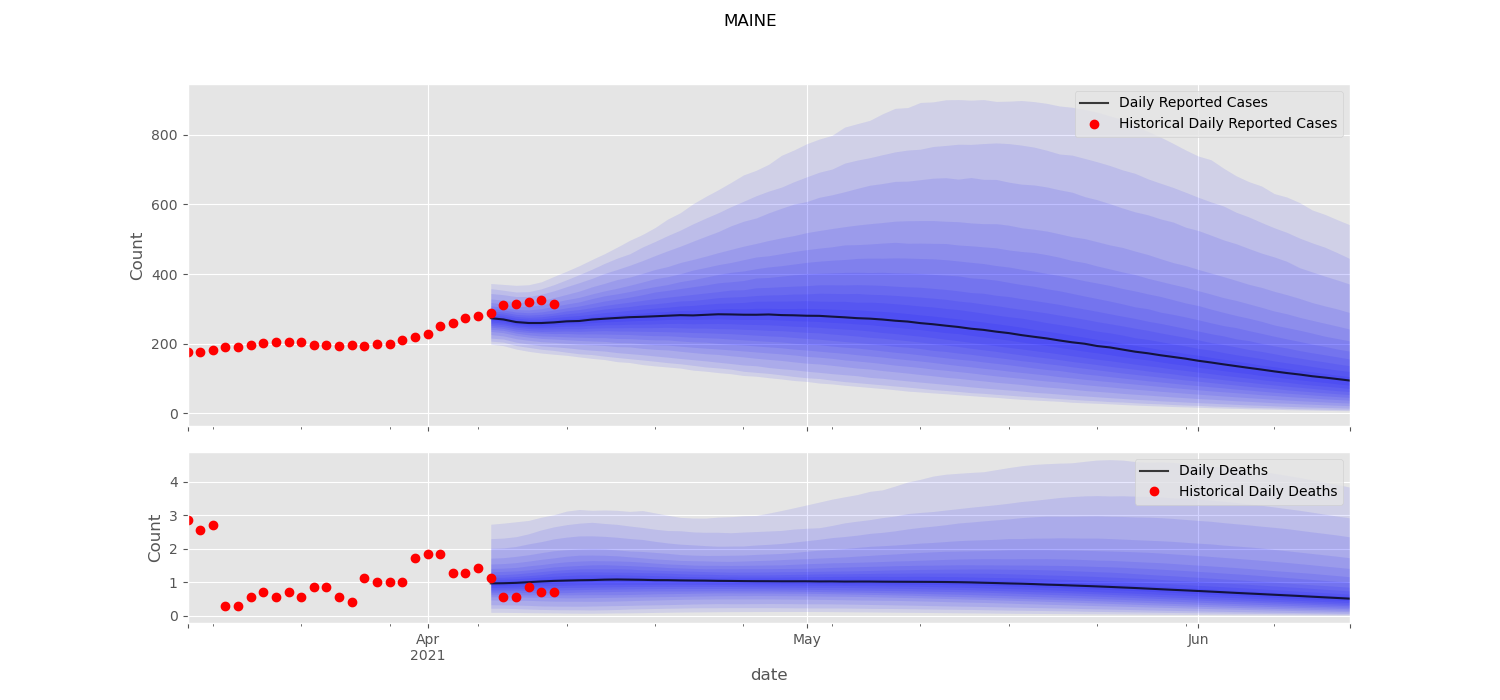 MAINE
Daily Reported Cases
Historical Daily Reported Cases
800
600
400
200
0
Count
Daily Deaths
Historical Daily Deaths
4
3
2
1
0
Count
Apr
2021
May
Jun
date